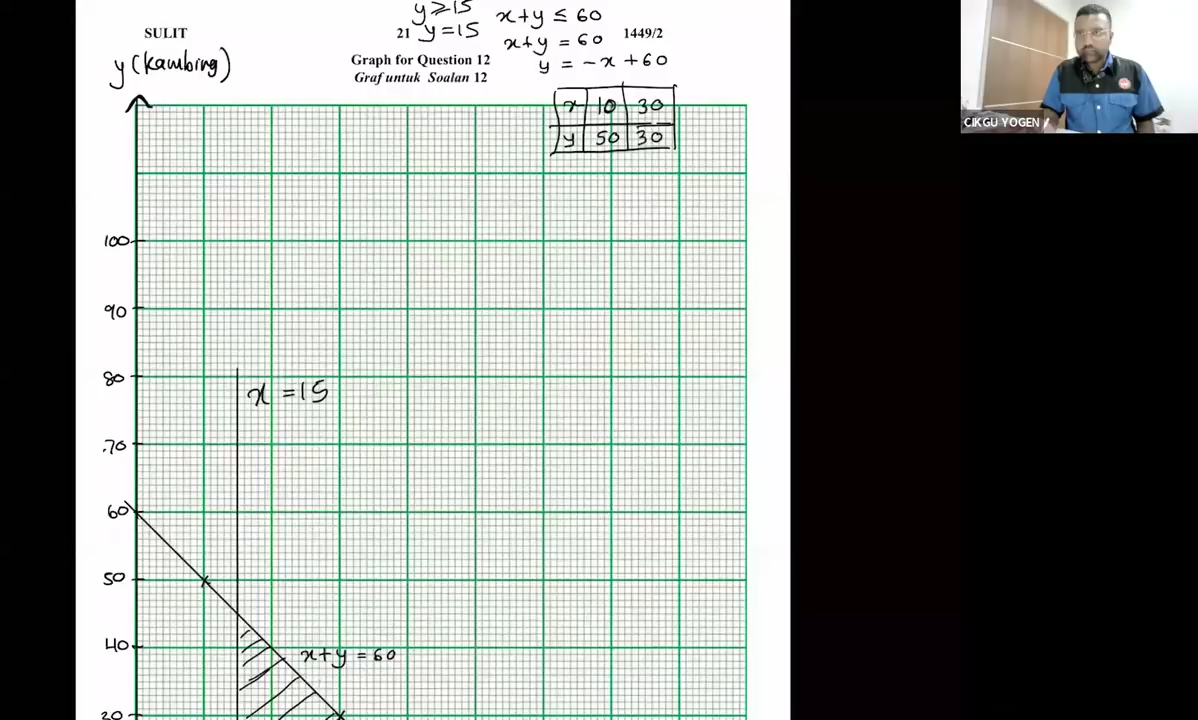 y ≥ 15
SULIT
21
y = 15
x+y ≤ 60
1449/2
x+y = 60
y = -x +60
y (Kambing)
Graph for Question 12
Graf untuk Soalan 12
x 10 30
y 50 30
CIKGU YOGEN /
100
90
80
x = 15
70
60
50
40
x+y = 60
30